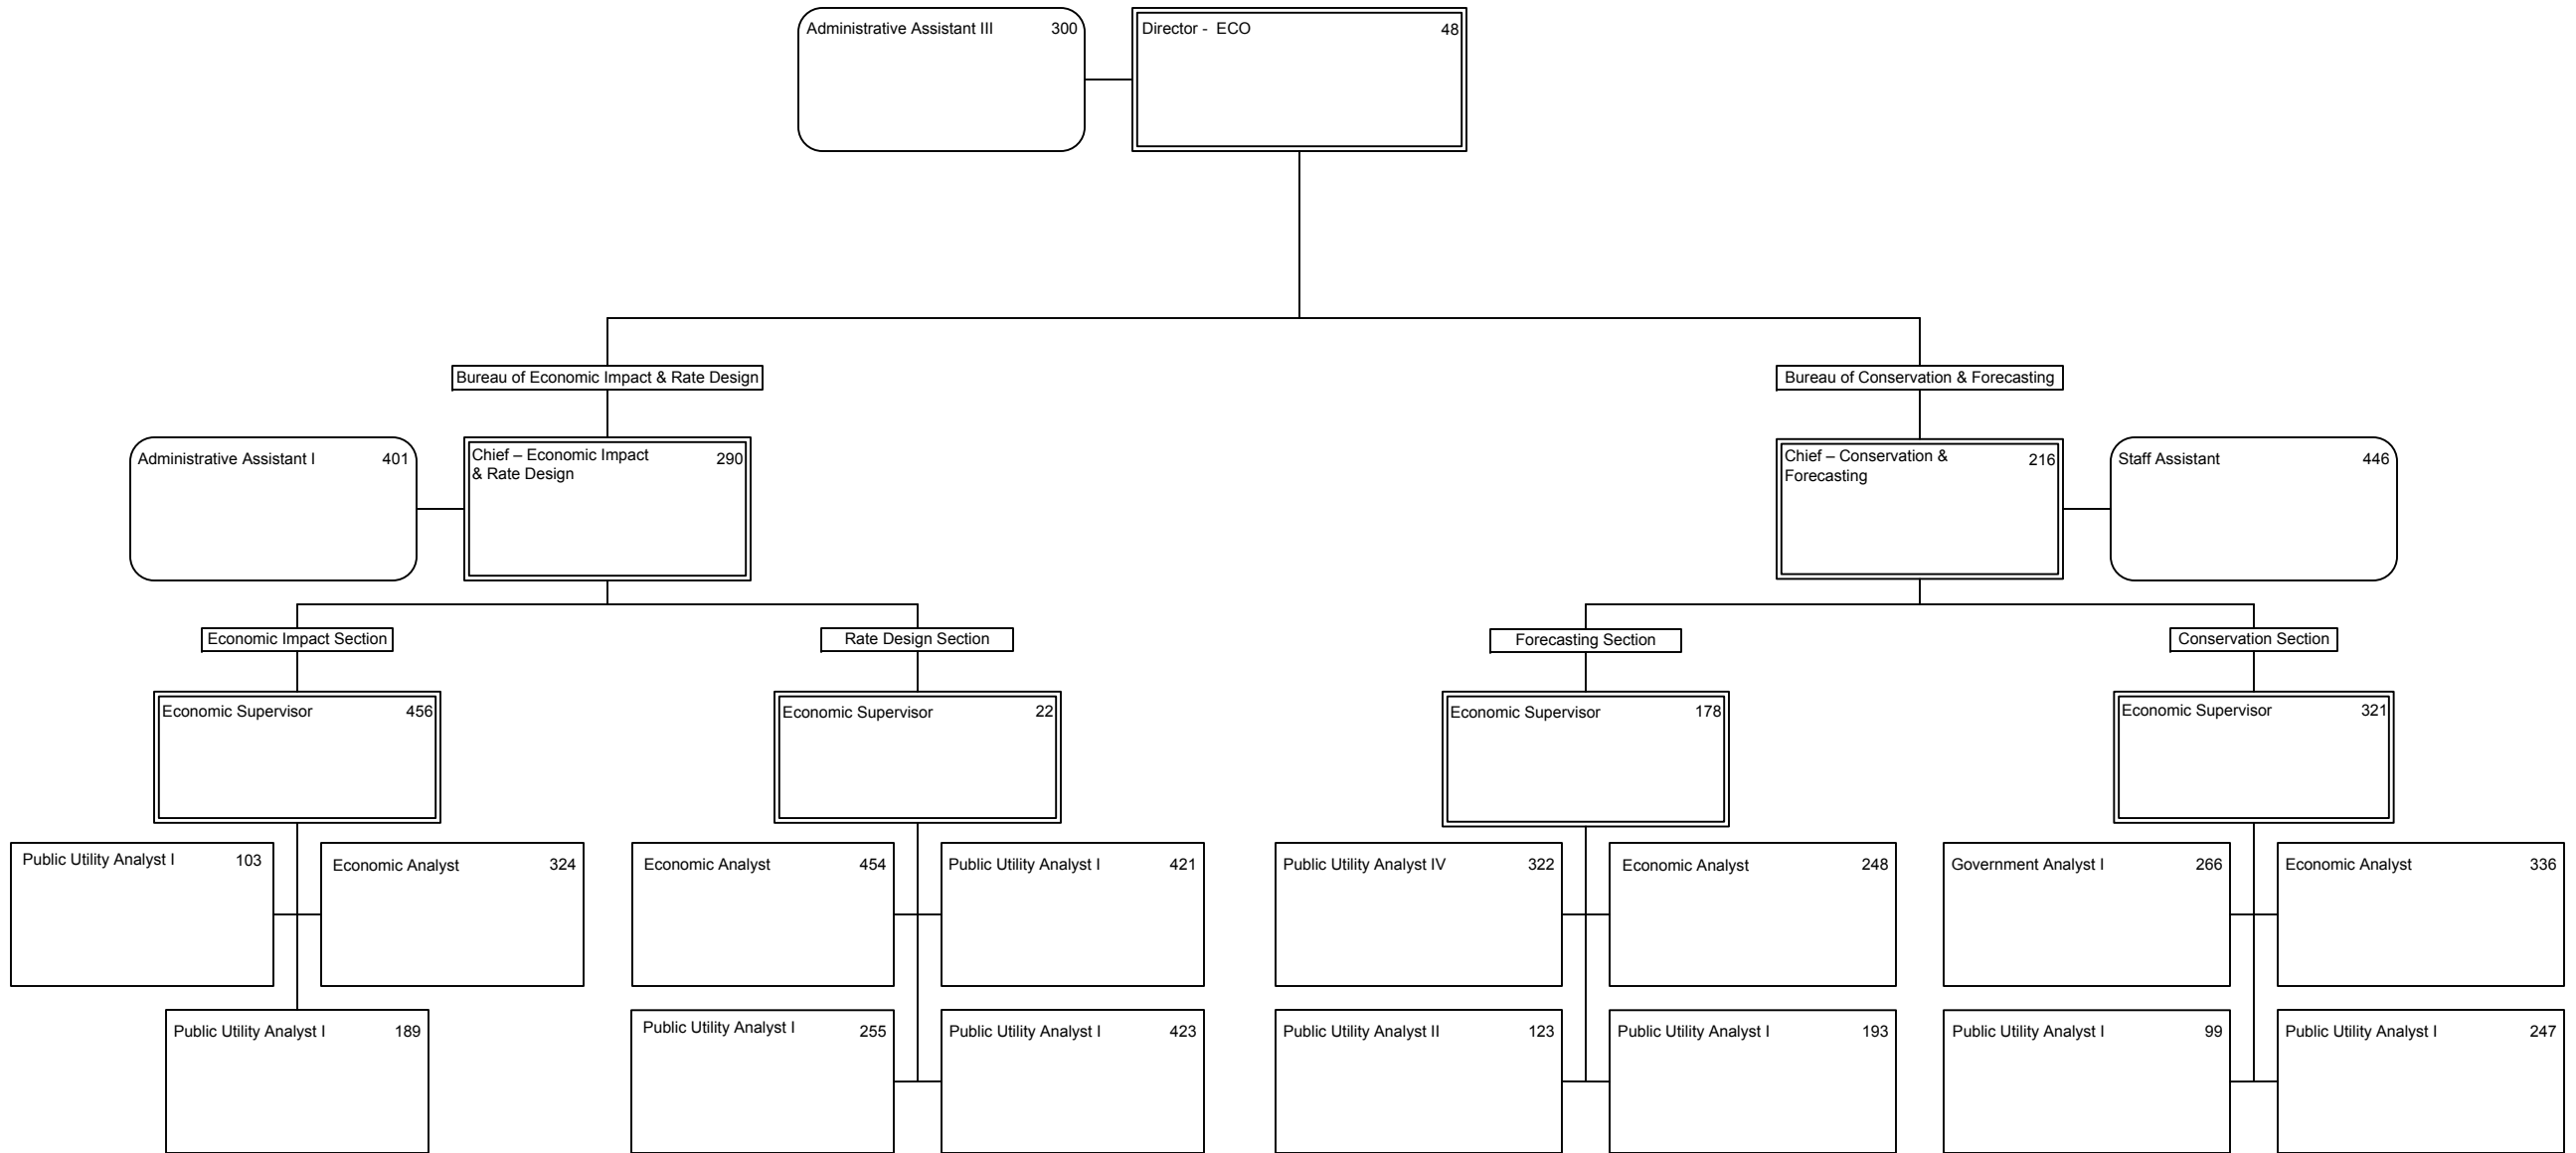 Administrative Assistant III 300
Director - ECO 48
Bureau of Economic Impact & Rate Design
Bureau of Conservation & Forecasting
Administrative Assistant I 401
Chief – Economic Impact 290
& Rate Design
Chief – Conservation & 216
Forecasting
Staff Assistant 446
Economic Impact Section
Rate Design Section
Forecasting Section
Conservation Section
Economic Supervisor 456
Economic Supervisor 22
Economic Supervisor 178
Economic Supervisor 321
Public Utility Analyst I 103
Economic Analyst 324
Economic Analyst 454
Public Utility Analyst I 421
Public Utility Analyst IV 322
Economic Analyst 248
Government Analyst I 266
Economic Analyst 336
Public Utility Analyst I 189
Public Utility Analyst I 255
Public Utility Analyst I 423
Public Utility Analyst II 123
Public Utility Analyst I 193
Public Utility Analyst I 99
Public Utility Analyst I 247